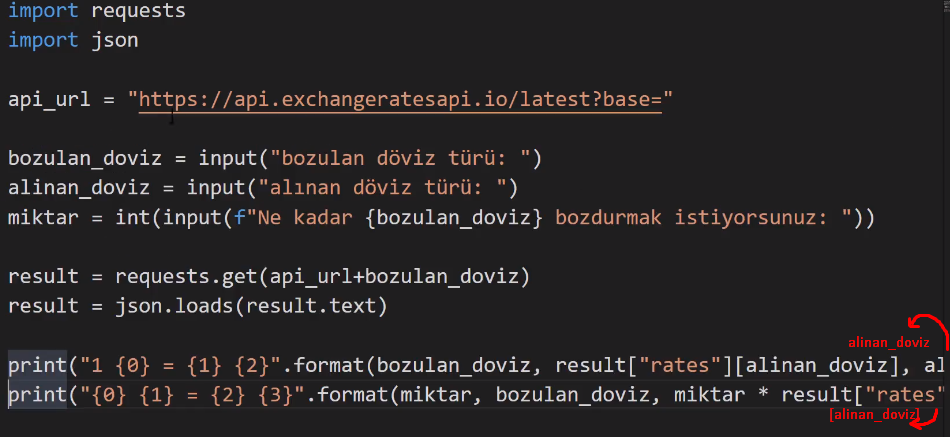 import requests
import json
api_url = "https://api.exchangeratesapi.io/latest?base="
bozulan_doviz = input("bozulan döviz türü: ")
alinan_doviz = input("alınan döviz türü: ")
miktar = int(input(f"Ne kadar {bozulan_doviz} bozdurmak istiyorsunuz: "))
result = requests.get(api_url+bozulan_doviz)
result = json.loads(result.text)
alinan_doviz
print("1 {0} = {1} {2}".format(bozulan_doviz, result["rates"][alinan_doviz], al
print("{0} {1} = {2} {3}".format(miktar, bozulan_doviz, miktar * result["rates"
[alinan_doviz]